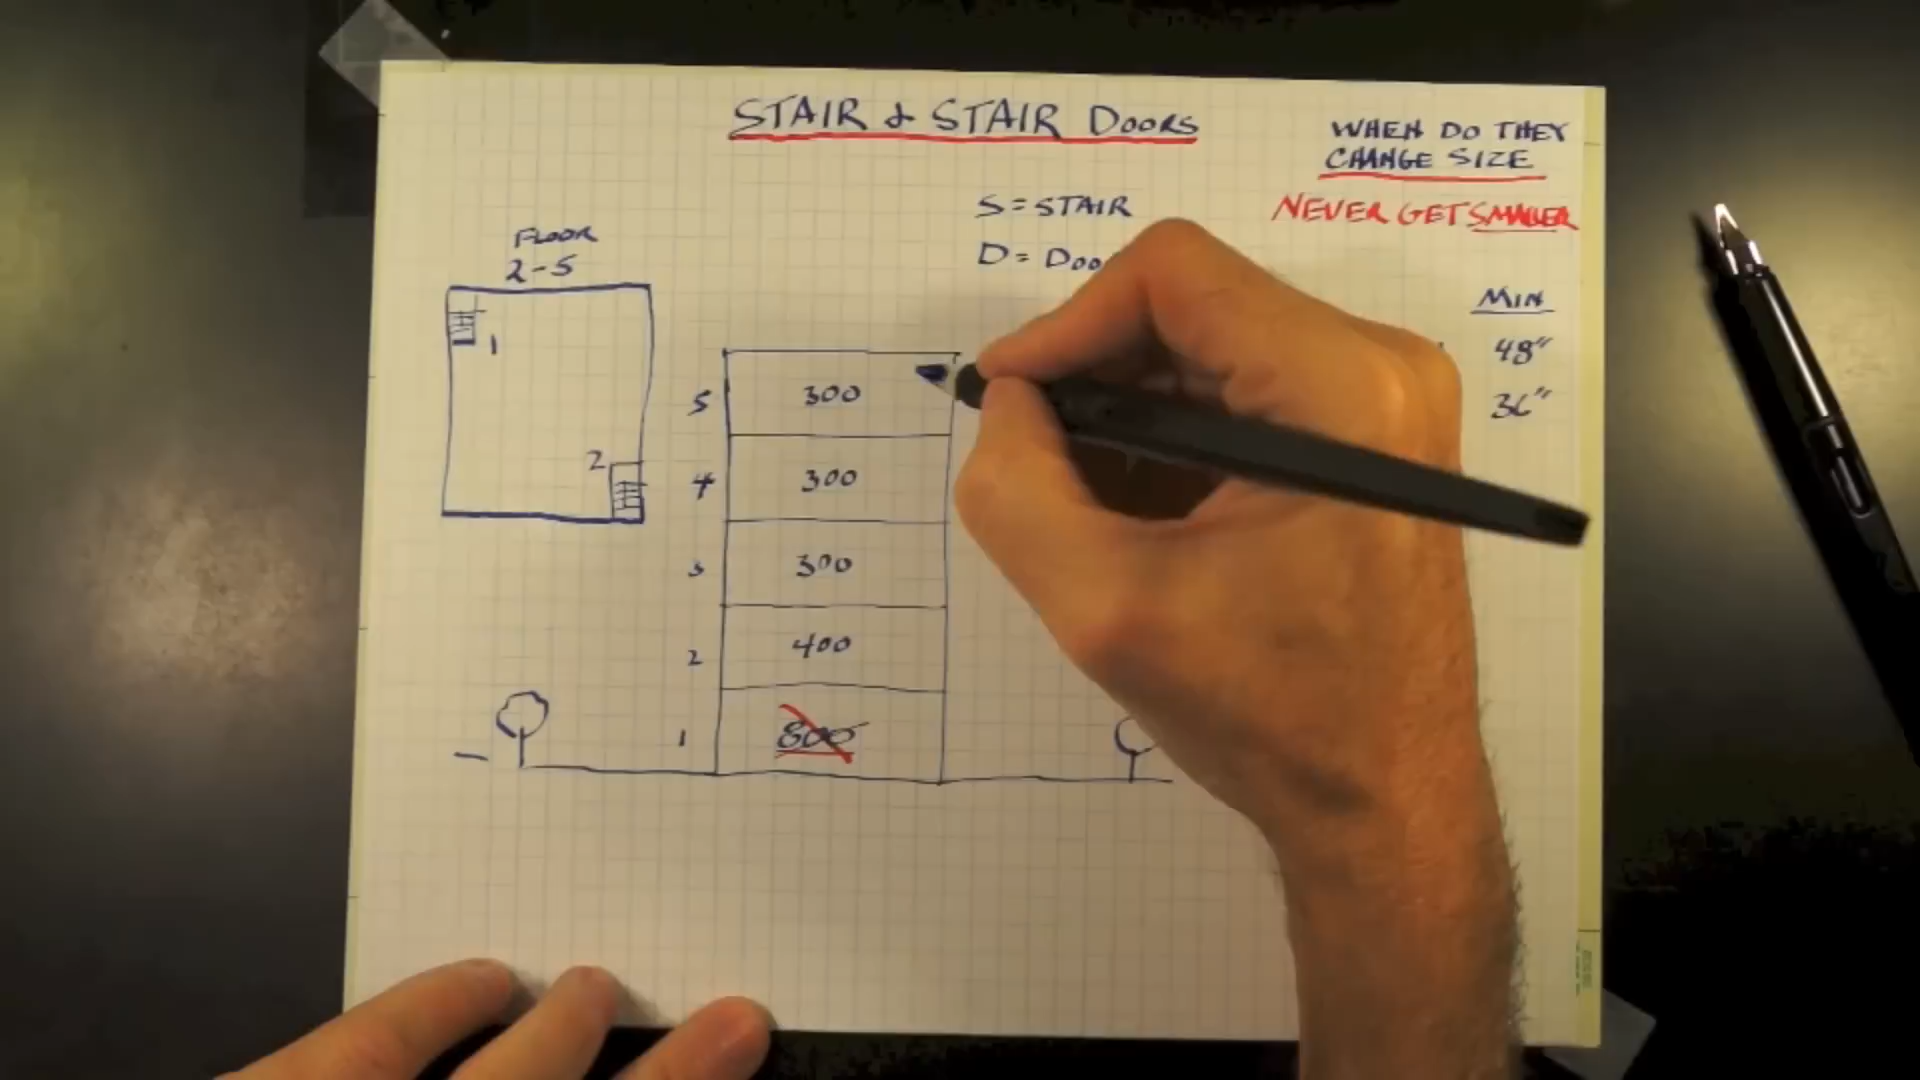 STAIR & STAIR DOORS
WHEN DO THEY
CHANGE SIZE
NEVER GET SMALLER
S = STAIR
D =
FLOOR
2-5
1
2
MIN
48"
36"
5 300
4 300
3 300
2 400
1 800